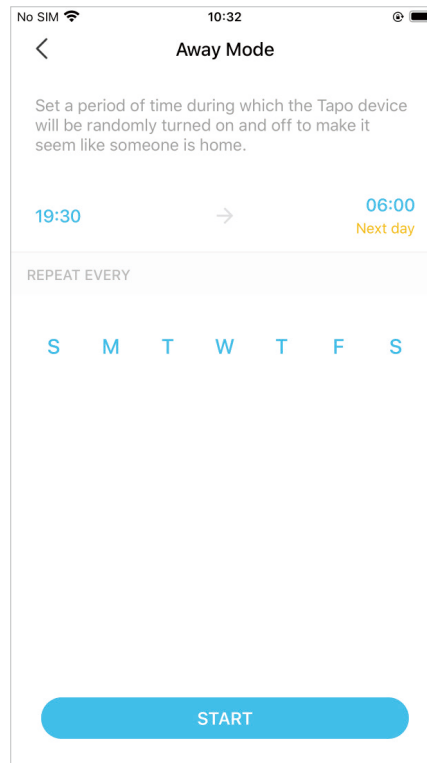 No SIM 10:32
Away Mode
Set a period of time during which the Tapo device
will be randomly turned on and off to make it
seem like someone is home.
19:30 → 06:00
Next day
REPEAT EVERY
S M T W T F S
START